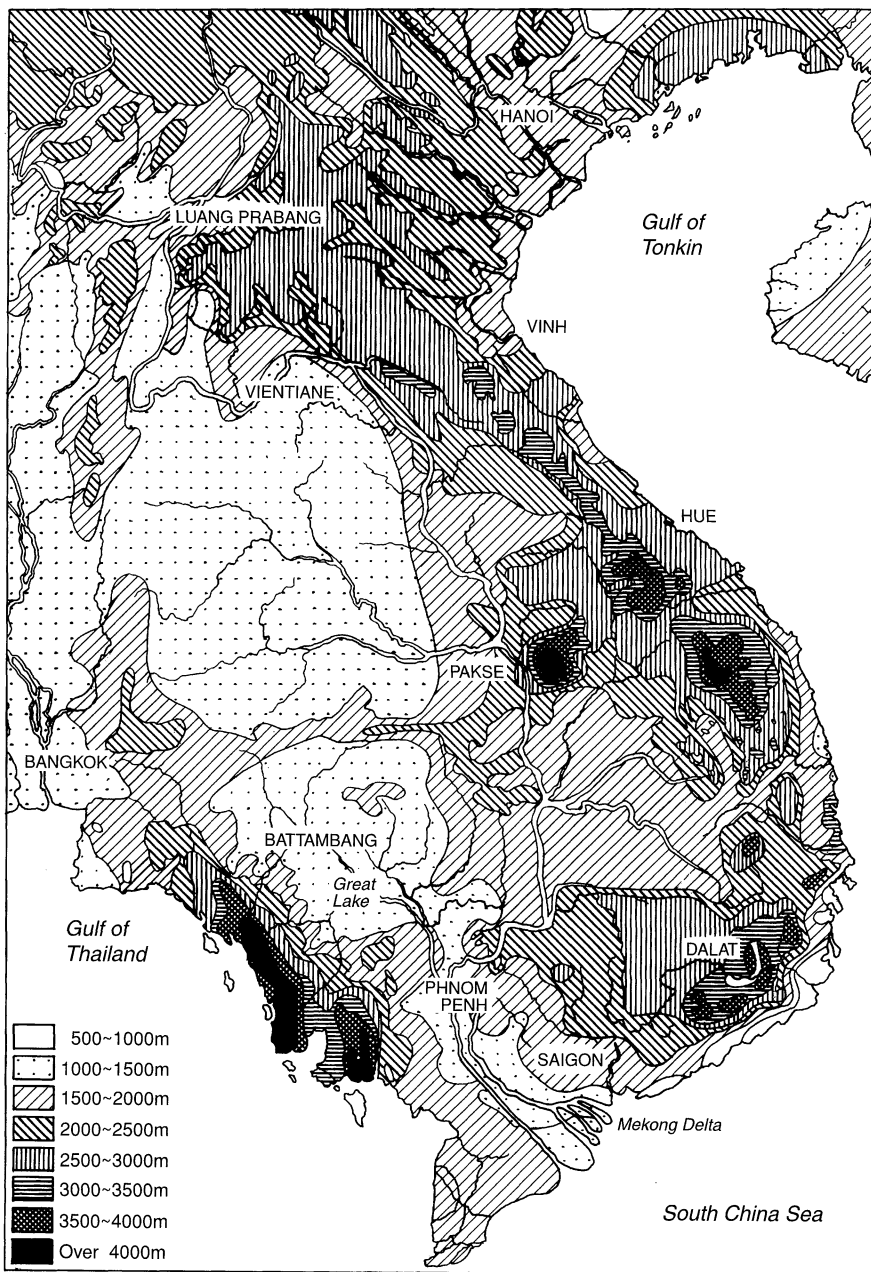 HANOI
LUANG PRABANG
Gulf of
Tonkin
VINH
VIENTIANE
HUE
PAKSE
BANGKOK
BATTAMBANG
Great
Lake
Gulf of
Thailand
DALAT
PHNOM
PENH
SAIGON
Mekong Delta
South China Sea
500~1000m
1000~1500m
1500~2000m
2000~2500m
2500~3000m
3000~3500m
3500~4000m
Over 4000m